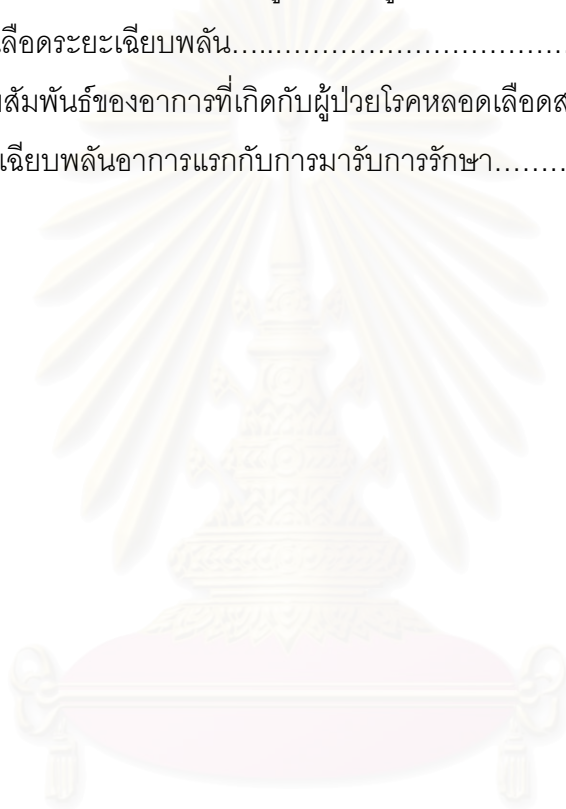 ลือดระยะเฉียบพลัน…..……………………………
สัมพันธ์ของอาการที่เกิดกับผู้ป่วยโรคหลอดเลือดส
เฉียบพลันอาการแรกกับการมารับการรักษา………